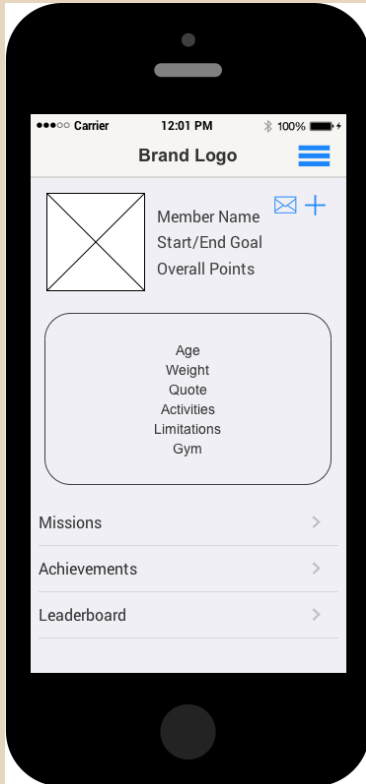 Carrier 12:01 PM 100%
Brand Logo
Member Name
Start/End Goal
Overall Points
Age
Weight
Quote
Activities
Limitations
Gym
Missions
Achievements
Leaderboard